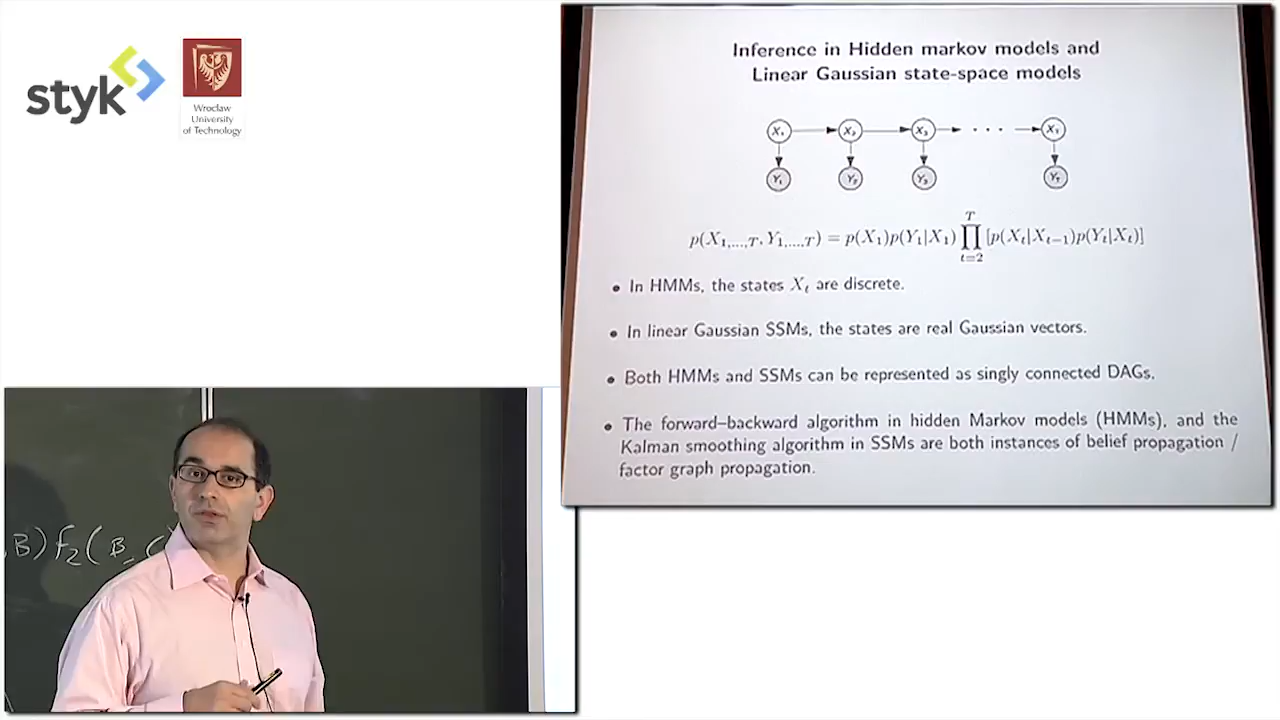 styk
Wroclaw
University
of Technology
Inference in Hidden markov models and
Linear Gaussian state-space models
X₁ X₂ X₃ · · · X_T
Y₁ Y₂ Y₃ Y_T
p(X₁,...,T, Y₁,...,T) = p(X₁)p(Y₁|X₁) ∏_{t=2}^{T} [p(X_t|X_{t−1})p(Y_t|X_t)]
• In HMMs, the states X_t are discrete.
• In linear Gaussian SSMs, the states are real Gaussian vectors.
• Both HMMs and SSMs can be represented as singly connected DAGs.
• The forward–backward algorithm in hidden Markov models (HMMs), and the
Kalman smoothing algorithm in SSMs are both instances of belief propagation /
factor graph propagation.
, B) f₂( B, C